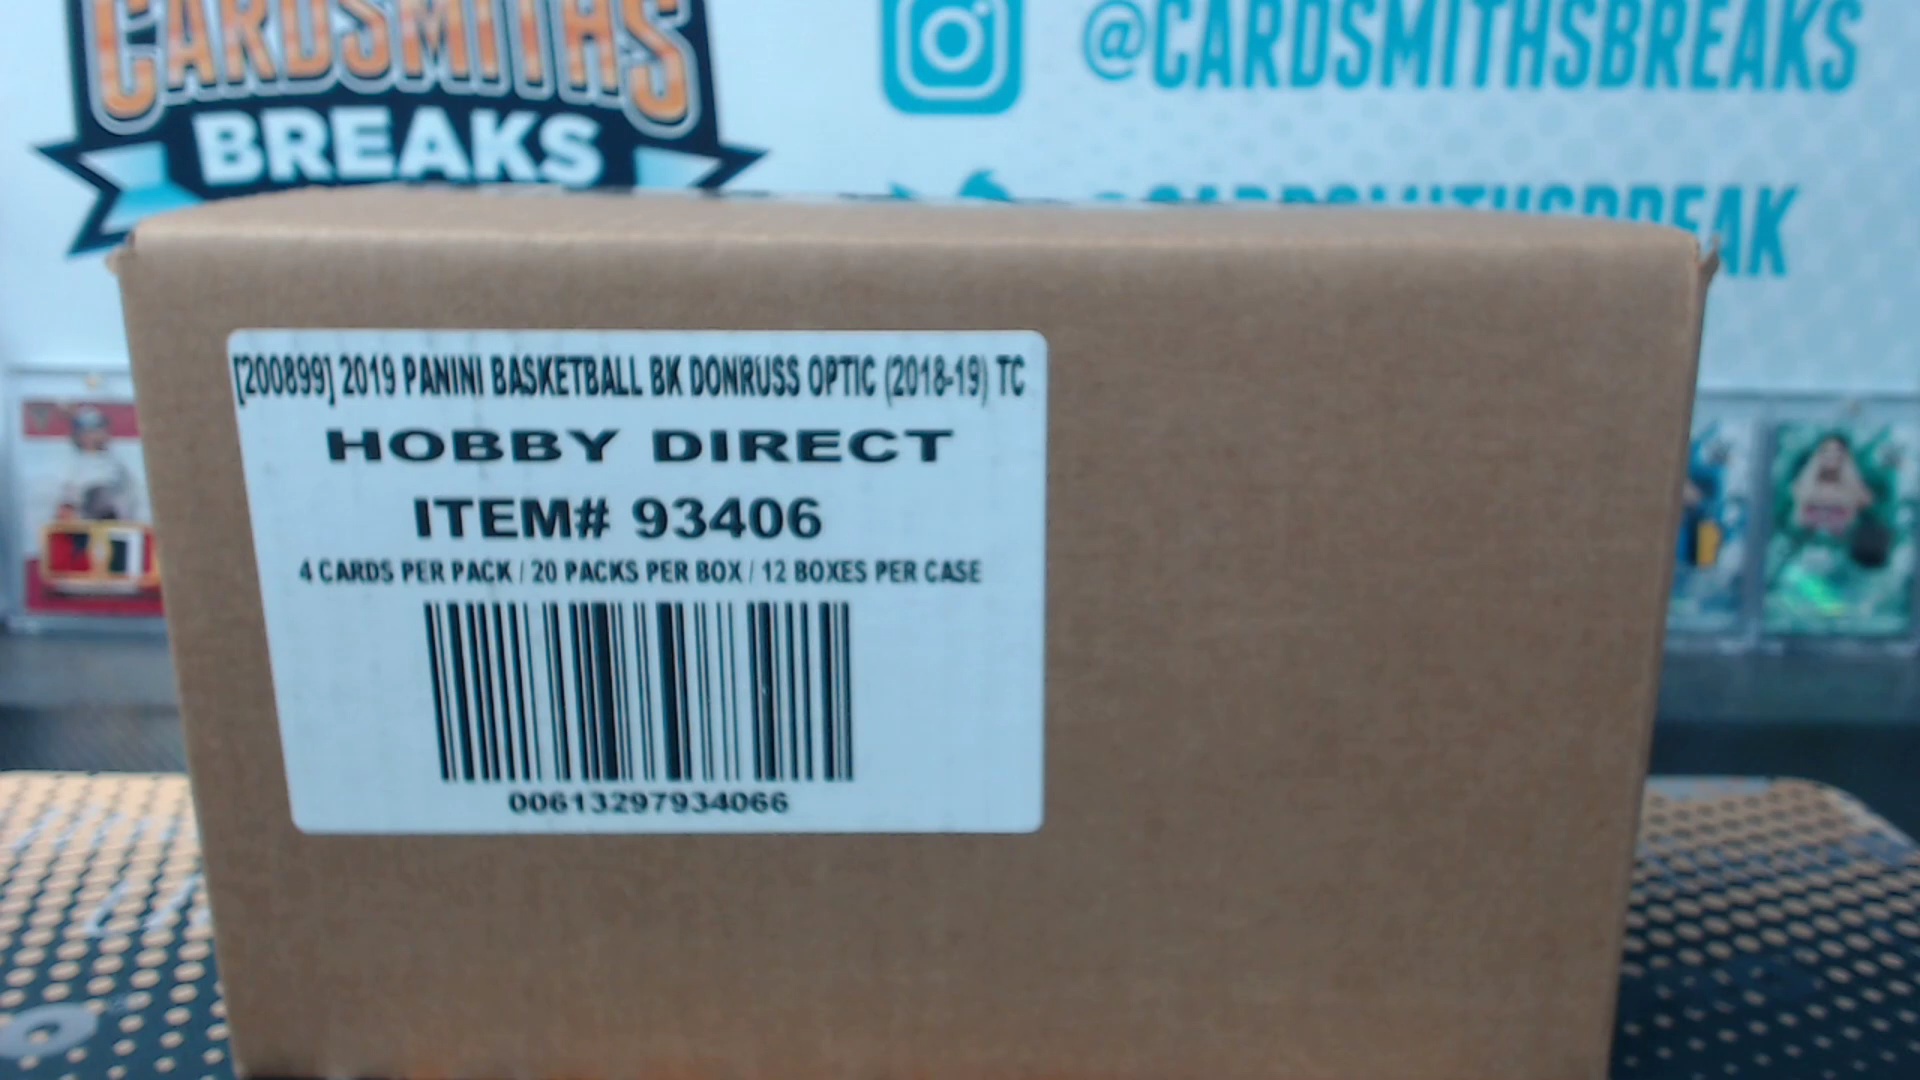 CARDSMITHS
BREAKS
@CARDSMITHSBREAKS
@CARDSMITHSBREAK
[200899] 2019 PANINI BASKETBALL BK DONRUSS OPTIC (2018-19) TC
HOBBY DIRECT
ITEM# 93406
4 CARDS PER PACK / 20 PACKS PER BOX / 12 BOXES PER CASE
00613297934066